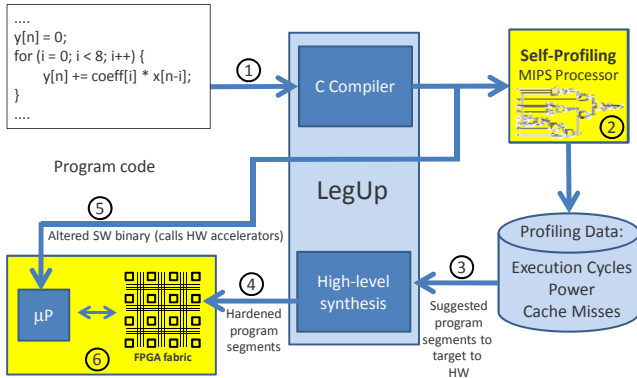 ....
y[n] = 0;
for (i = 0; i < 8; i++) {
y[n] += coeff[i] * x[n-i];
}
....
Program code
1
C Compiler
LegUp
High-level
synthesis
Self-Profiling
MIPS Processor
2
Profiling Data:
Execution Cycles
Power
Cache Misses
3
Suggested
program
segments to
target to
HW
4
Hardened
program
segments
5
Altered SW binary (calls HW accelerators)
μP
FPGA fabric
6